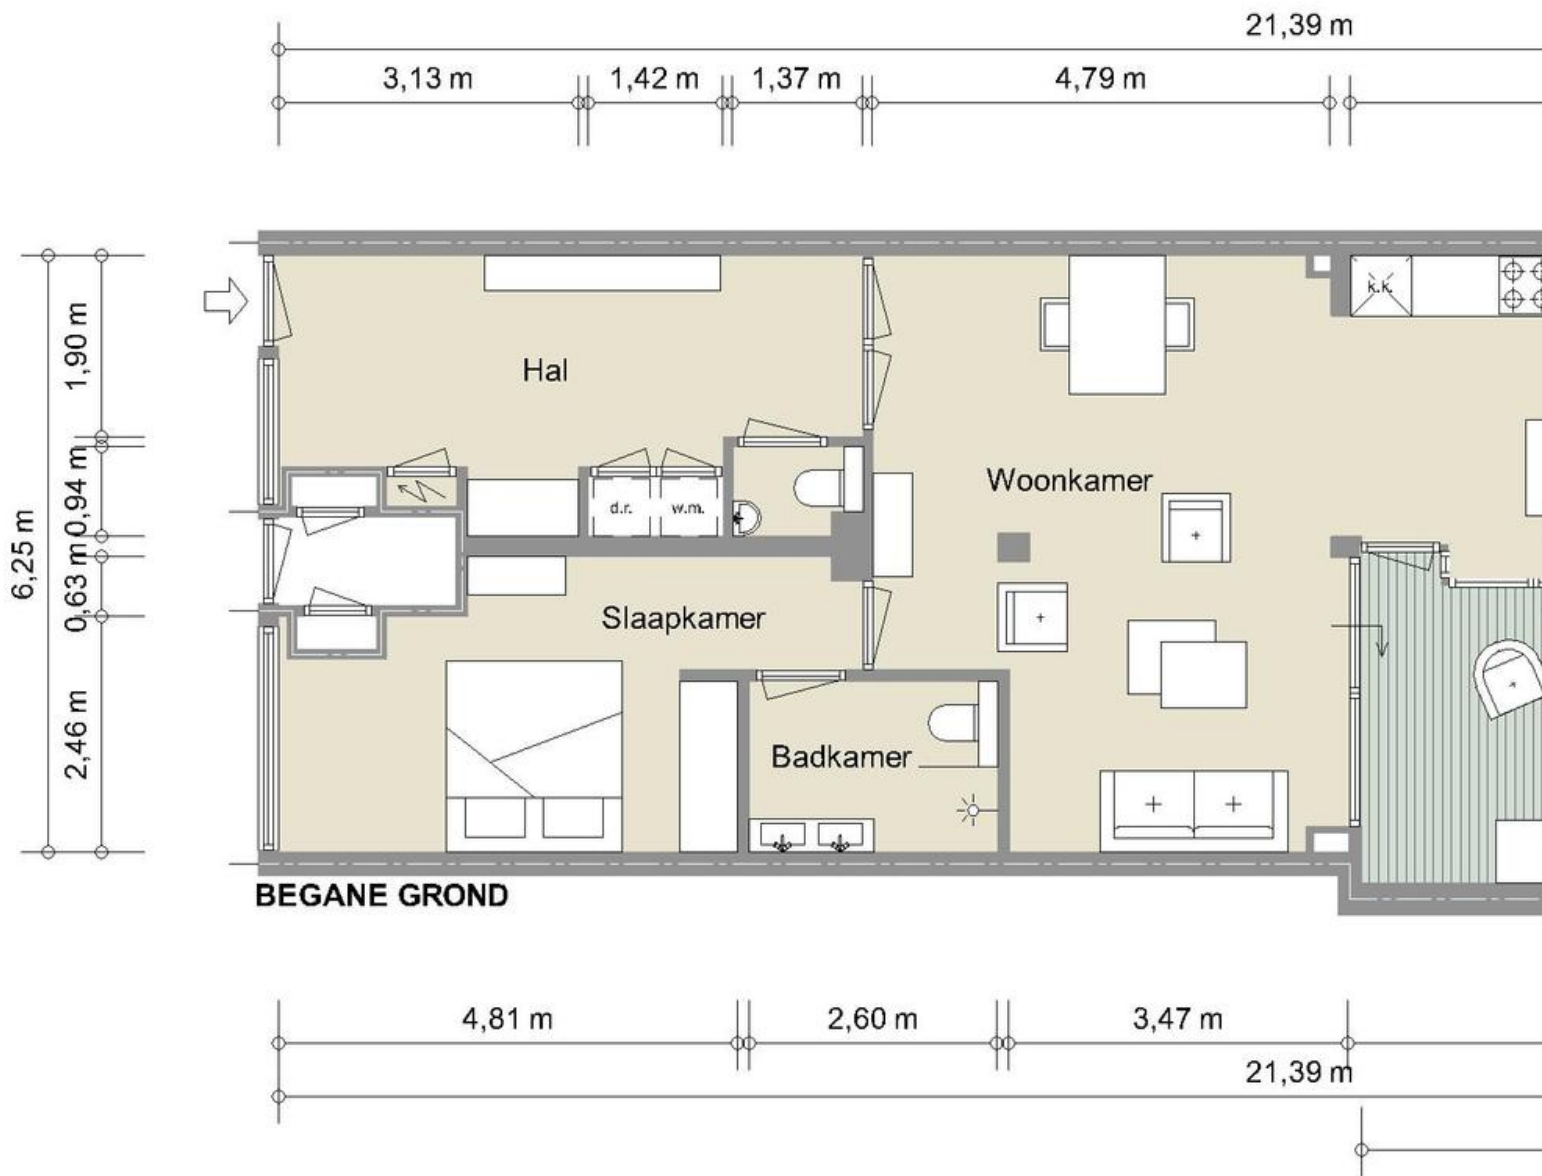 21,39 m
3,13 m
1,42 m
1,37 m
4,79 m
k.k.
1,90 m
Hal
0,94 m
Woonkamer
d.r.
w.m.
6,25 m
0,63 m
Slaapkamer
2,46 m
Badkamer
BEGANE GROND
4,81 m
2,60 m
3,47 m
21,39 m